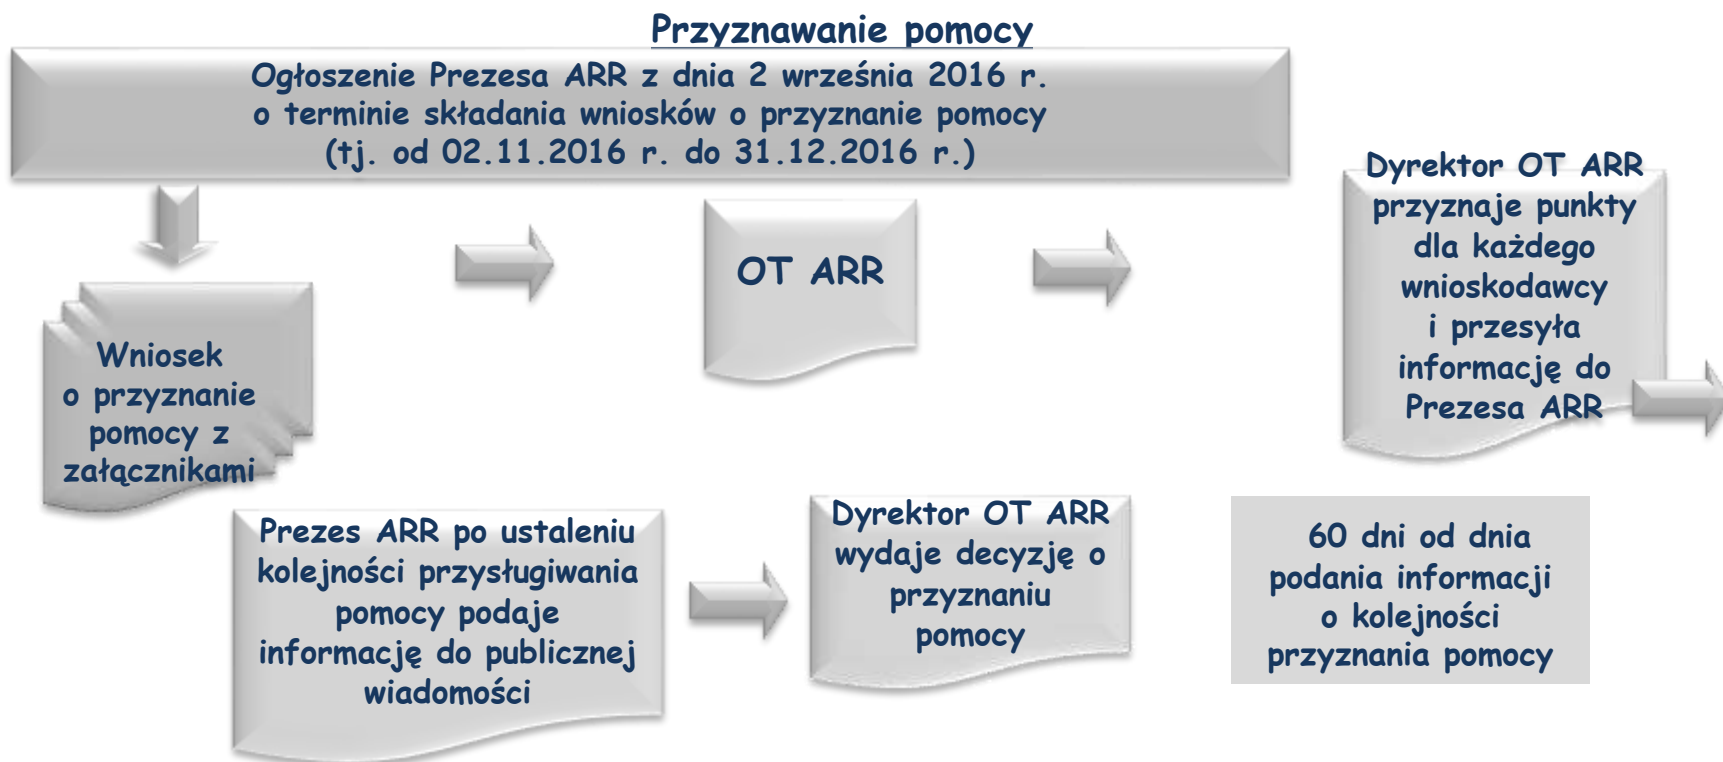 Przyznawanie pomocy
Ogłoszenie Prezesa ARR z dnia 2 września 2016 r.
o terminie składania wniosków o przyznanie pomocy
(tj. od 02.11.2016 r. do 31.12.2016 r.)
Wniosek
o przyznanie
pomocy z
załącznikami
OT ARR
Dyrektor OT ARR
przyznaje punkty
dla każdego
wnioskodawcy
i przesyła
informację do
Prezesa ARR
Prezes ARR po ustaleniu
kolejności przysługiwania
pomocy podaje
informację do publicznej
wiadomości
Dyrektor OT ARR
wydaje decyzję o
przyznaniu
pomocy
60 dni od dnia
podania informacji
o kolejności
przyznania pomocy